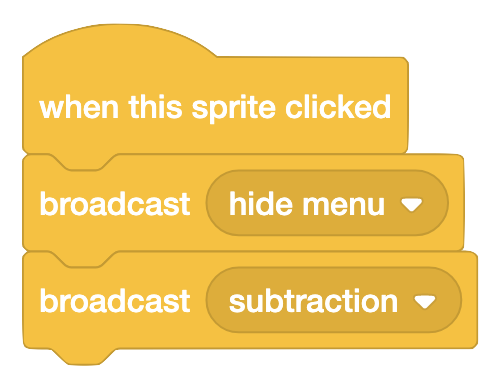 when this sprite clicked
broadcast hide menu
broadcast subtraction